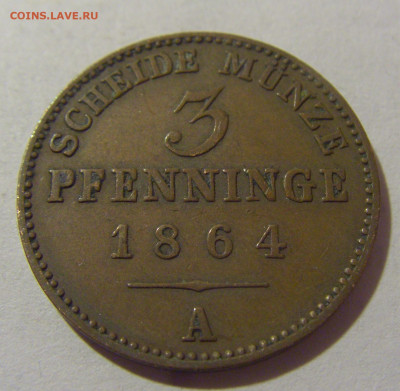 COINS.LAVE.RU
SCHEIDE MÜNZE
3
PFENNINGE
1864
A